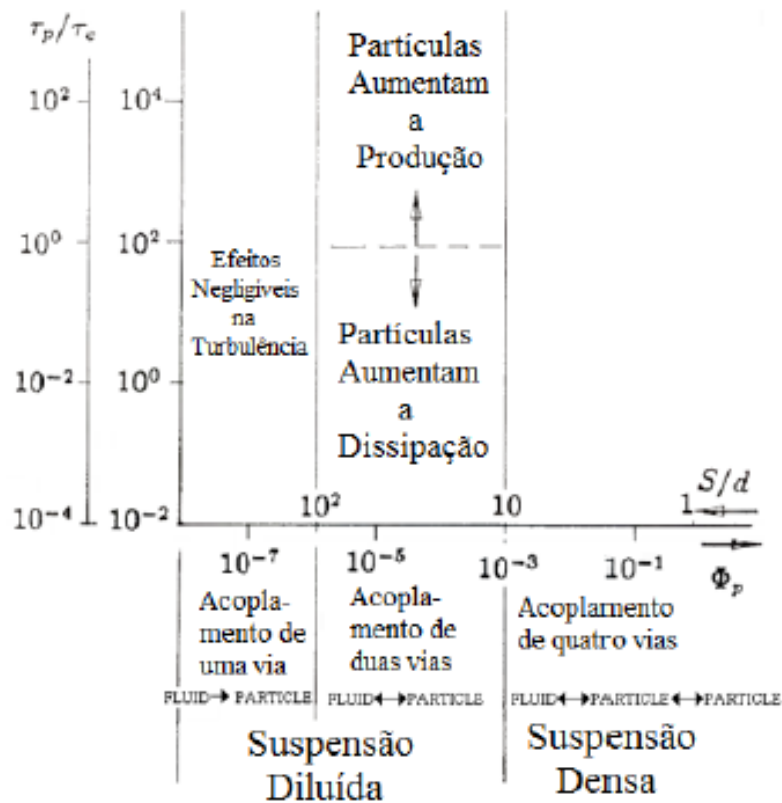 τₚ/τₑ
10²
10⁰
10⁻²
10⁻⁴
10⁴
10²
10⁰
10⁻²
Partículas
Aumentam
a
Produção
Efeitos
Negligíveis
na
Turbulência
Partículas
Aumentam
a
Dissipação
10² 10 1 S/d
10⁻⁷ 10⁻⁵ 10⁻³ 10⁻¹ Φₚ
Acopla-
mento de
uma via
Acopla-
mento de
duas vias
Acoplamento
de quatro vias
FLUID→PARTICLE
FLUID↔PARTICLE
FLUID↔PARTICLE↔PARTICLE
Suspensão
Diluída
Suspensão
Densa